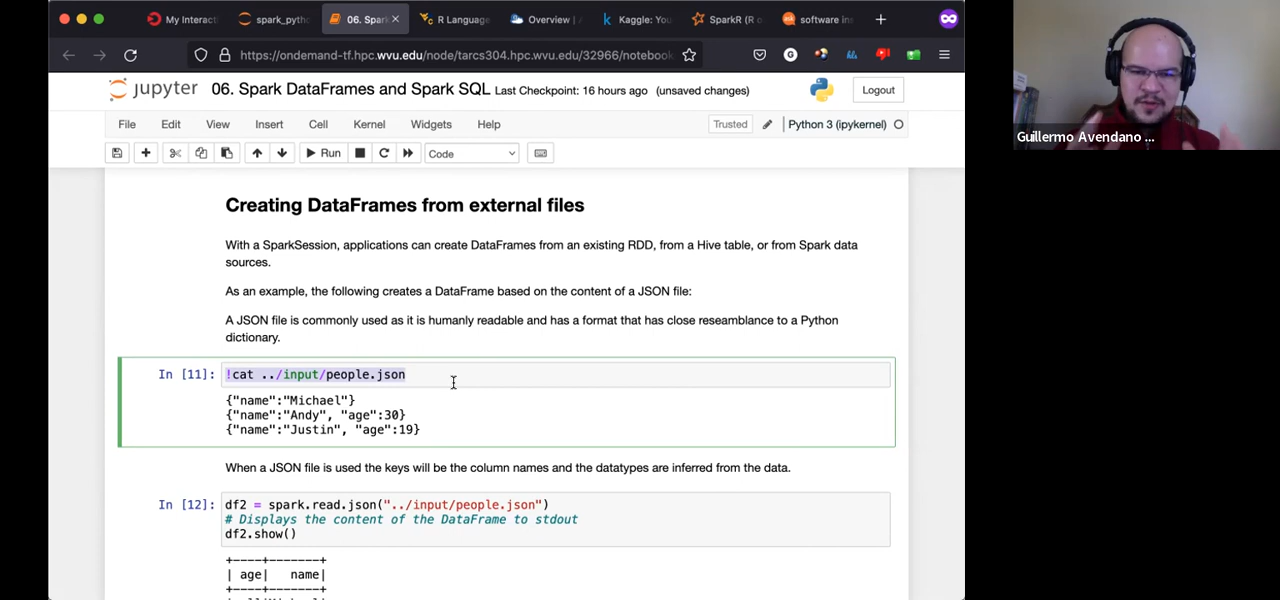 My Interact
spark_pytho
06. Spark
R Language
Overview |
Kaggle: You
SparkR (R o
software ins
https://ondemand-tf.hpc.wvu.edu/node/tarcs304.hpc.wvu.edu/32966/notebook
jupyter 06. Spark DataFrames and Spark SQL Last Checkpoint: 16 hours ago (unsaved changes) Logout
File Edit View Insert Cell Kernel Widgets Help Trusted Python 3 (ipykernel)
Run Code
Creating DataFrames from external files
With a SparkSession, applications can create DataFrames from an existing RDD, from a Hive table, or from Spark data
sources.
As an example, the following creates a DataFrame based on the content of a JSON file:
A JSON file is commonly used as it is humanly readable and has a format that has close reseamblance to a Python
dictionary.
In [11]: !cat ../input/people.json
{"name":"Michael"}
{"name":"Andy", "age":30}
{"name":"Justin", "age":19}
When a JSON file is used the keys will be the column names and the datatypes are inferred from the data.
In [12]: df2 = spark.read.json("../input/people.json")
# Displays the content of the DataFrame to stdout
df2.show()
+----+-------+
| age| name|
+----+-------+
Guillermo Avendano ...